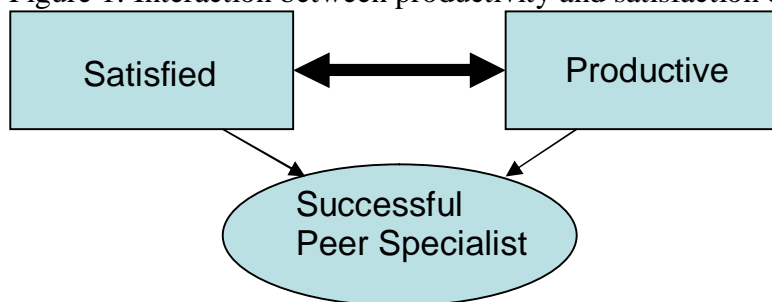 Figure 1. Interaction between productivity and satisfaction
Satisfied
Productive
Successful
Peer Specialist